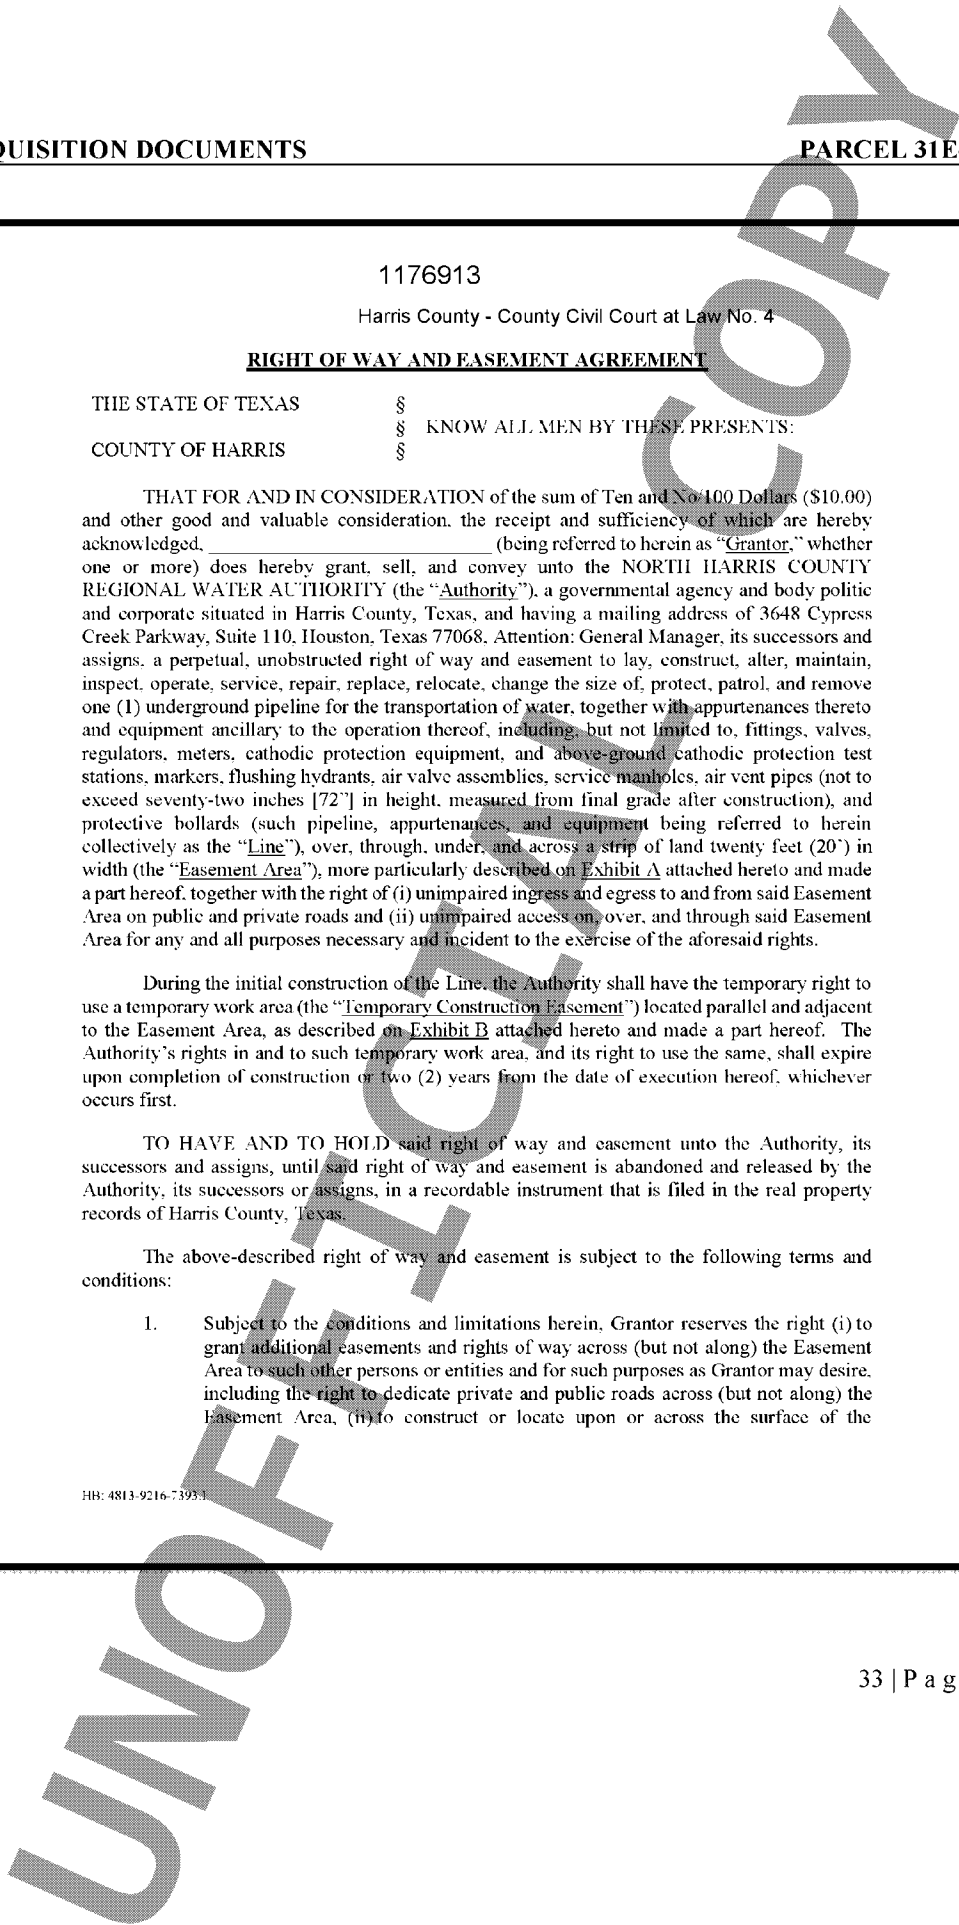 QUISITION DOCUMENTS PARCEL 31E
1176913
Harris County - County Civil Court at Law No. 4
RIGHT OF WAY AND EASEMENT AGREEMENT
THE STATE OF TEXAS §
§ KNOW ALL MEN BY THESE PRESENTS:
COUNTY OF HARRIS §
THAT FOR AND IN CONSIDERATION of the sum of Ten and No/100 Dollars ($10.00)
and other good and valuable consideration, the receipt and sufficiency of which are hereby
acknowledged, ______________________________ (being referred to herein as “Grantor,” whether
one or more) does hereby grant, sell, and convey unto the NORTH HARRIS COUNTY
REGIONAL WATER AUTHORITY (the “Authority”), a governmental agency and body politic
and corporate situated in Harris County, Texas, and having a mailing address of 3648 Cypress
Creek Parkway, Suite 110, Houston, Texas 77068, Attention: General Manager, its successors and
assigns, a perpetual, unobstructed right of way and easement to lay, construct, alter, maintain,
inspect, operate, service, repair, replace, relocate, change the size of, protect, patrol, and remove
one (1) underground pipeline for the transportation of water, together with appurtenances thereto
and equipment ancillary to the operation thereof, including, but not limited to, fittings, valves,
regulators, meters, cathodic protection equipment, and above-ground cathodic protection test
stations, markers, flushing hydrants, air valve assemblies, service manholes, air vent pipes (not to
exceed seventy-two inches [72”] in height, measured from final grade after construction), and
protective bollards (such pipeline, appurtenances, and equipment being referred to herein
collectively as the “Line”), over, through, under, and across a strip of land twenty feet (20’) in
width (the “Easement Area”), more particularly described on Exhibit A attached hereto and made
a part hereof, together with the right of (i) unimpaired ingress and egress to and from said Easement
Area on public and private roads and (ii) unimpaired access on, over, and through said Easement
Area for any and all purposes necessary and incident to the exercise of the aforesaid rights.
During the initial construction of the Line, the Authority shall have the temporary right to
use a temporary work area (the “Temporary Construction Easement”) located parallel and adjacent
to the Easement Area, as described on Exhibit B attached hereto and made a part hereof. The
Authority’s rights in and to such temporary work area, and its right to use the same, shall expire
upon completion of construction or two (2) years from the date of execution hereof, whichever
occurs first.
TO HAVE AND TO HOLD said right of way and easement unto the Authority, its
successors and assigns, until said right of way and easement is abandoned and released by the
Authority, its successors or assigns, in a recordable instrument that is filed in the real property
records of Harris County, Texas.
The above-described right of way and easement is subject to the following terms and
conditions:
1. Subject to the conditions and limitations herein, Grantor reserves the right (i) to
grant additional easements and rights of way across (but not along) the Easement
Area to such other persons or entities and for such purposes as Grantor may desire,
including the right to dedicate private and public roads across (but not along) the
Easement Area, (ii) to construct or locate upon or across the surface of the
HB: 4813-9216-7393.1
33 | P a g
UNOFFICIAL COPY